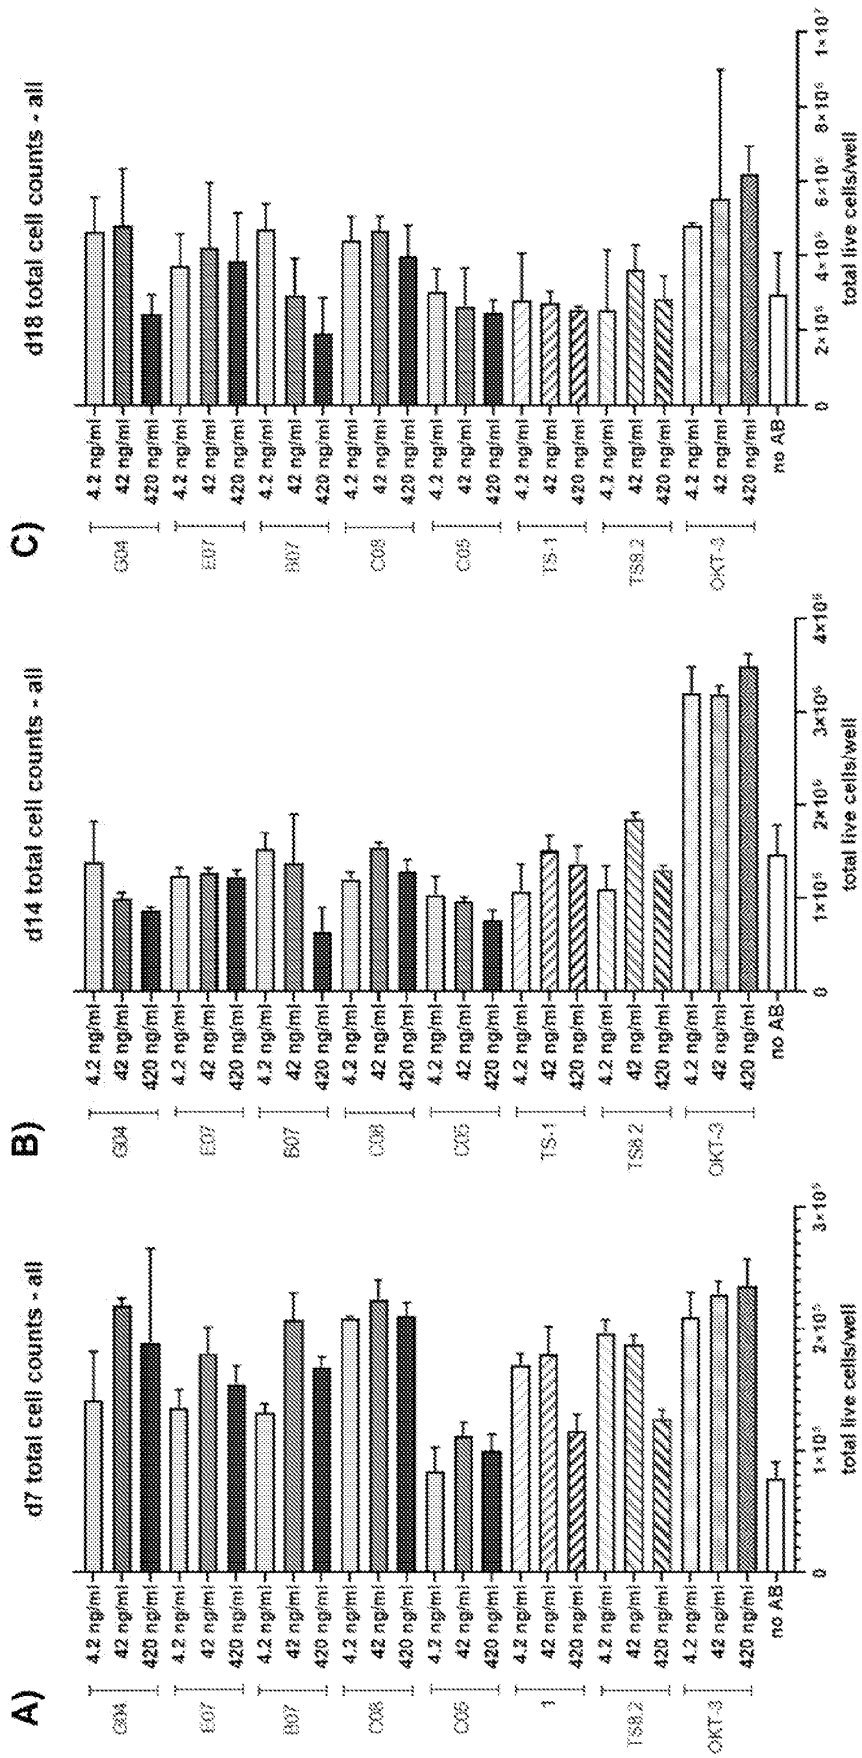 A)
d7 total cell counts - all
4.2 ng/ml
42 ng/ml
420 ng/ml
G04
4.2 ng/ml
42 ng/ml
420 ng/ml
E07
4.2 ng/ml
42 ng/ml
420 ng/ml
B07
4.2 ng/ml
42 ng/ml
420 ng/ml
C08
4.2 ng/ml
42 ng/ml
420 ng/ml
C05
4.2 ng/ml
42 ng/ml
420 ng/ml
1
4.2 ng/ml
42 ng/ml
420 ng/ml
TS8.2
4.2 ng/ml
42 ng/ml
420 ng/ml
OKT-3
no AB
0
1×10⁵
2×10⁵
3×10⁵
total live cells/well
B)
d14 total cell counts - all
4.2 ng/ml
42 ng/ml
420 ng/ml
G04
4.2 ng/ml
42 ng/ml
420 ng/ml
E07
4.2 ng/ml
42 ng/ml
420 ng/ml
B07
4.2 ng/ml
42 ng/ml
420 ng/ml
C08
4.2 ng/ml
42 ng/ml
420 ng/ml
C05
4.2 ng/ml
42 ng/ml
420 ng/ml
TS-1
4.2 ng/ml
42 ng/ml
420 ng/ml
TS8.2
4.2 ng/ml
42 ng/ml
420 ng/ml
OKT-3
no AB
0
1×10⁶
2×10⁶
3×10⁶
4×10⁶
total live cells/well
C)
d18 total cell counts - all
4.2 ng/ml
42 ng/ml
420 ng/ml
G04
4.2 ng/ml
42 ng/ml
420 ng/ml
E07
4.2 ng/ml
42 ng/ml
420 ng/ml
B07
4.2 ng/ml
42 ng/ml
420 ng/ml
C08
4.2 ng/ml
42 ng/ml
420 ng/ml
C05
4.2 ng/ml
42 ng/ml
420 ng/ml
TS-1
4.2 ng/ml
42 ng/ml
420 ng/ml
TS8.2
4.2 ng/ml
42 ng/ml
420 ng/ml
OKT-3
no AB
0
2×10⁶
4×10⁶
6×10⁶
8×10⁶
1×10⁷
total live cells/well